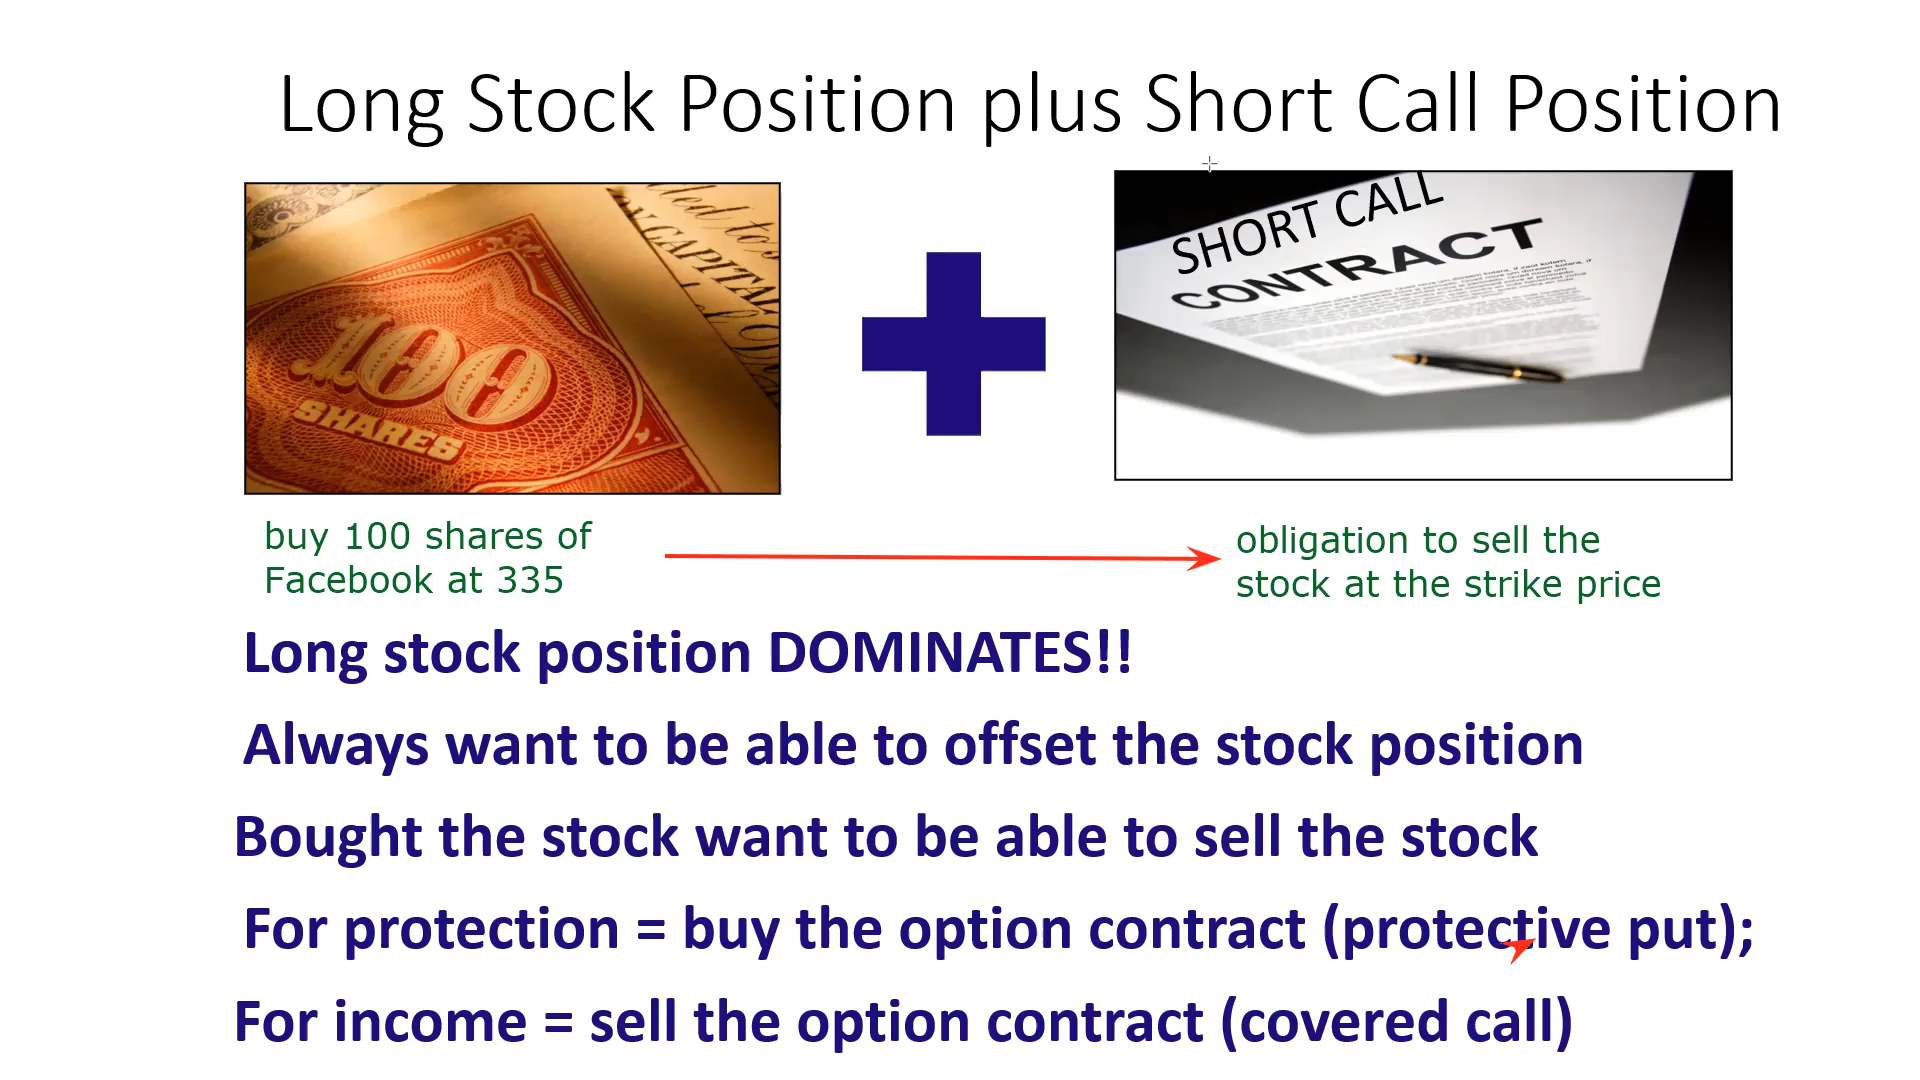 Long Stock Position plus Short Call Position
100
SHARES
SHORT CALL
CONTRACT
buy 100 shares of
Facebook at 335
obligation to sell the
stock at the strike price
Long stock position DOMINATES!!
Always want to be able to offset the stock position
Bought the stock want to be able to sell the stock
For protection = buy the option contract (protective put);
For income = sell the option contract (covered call)